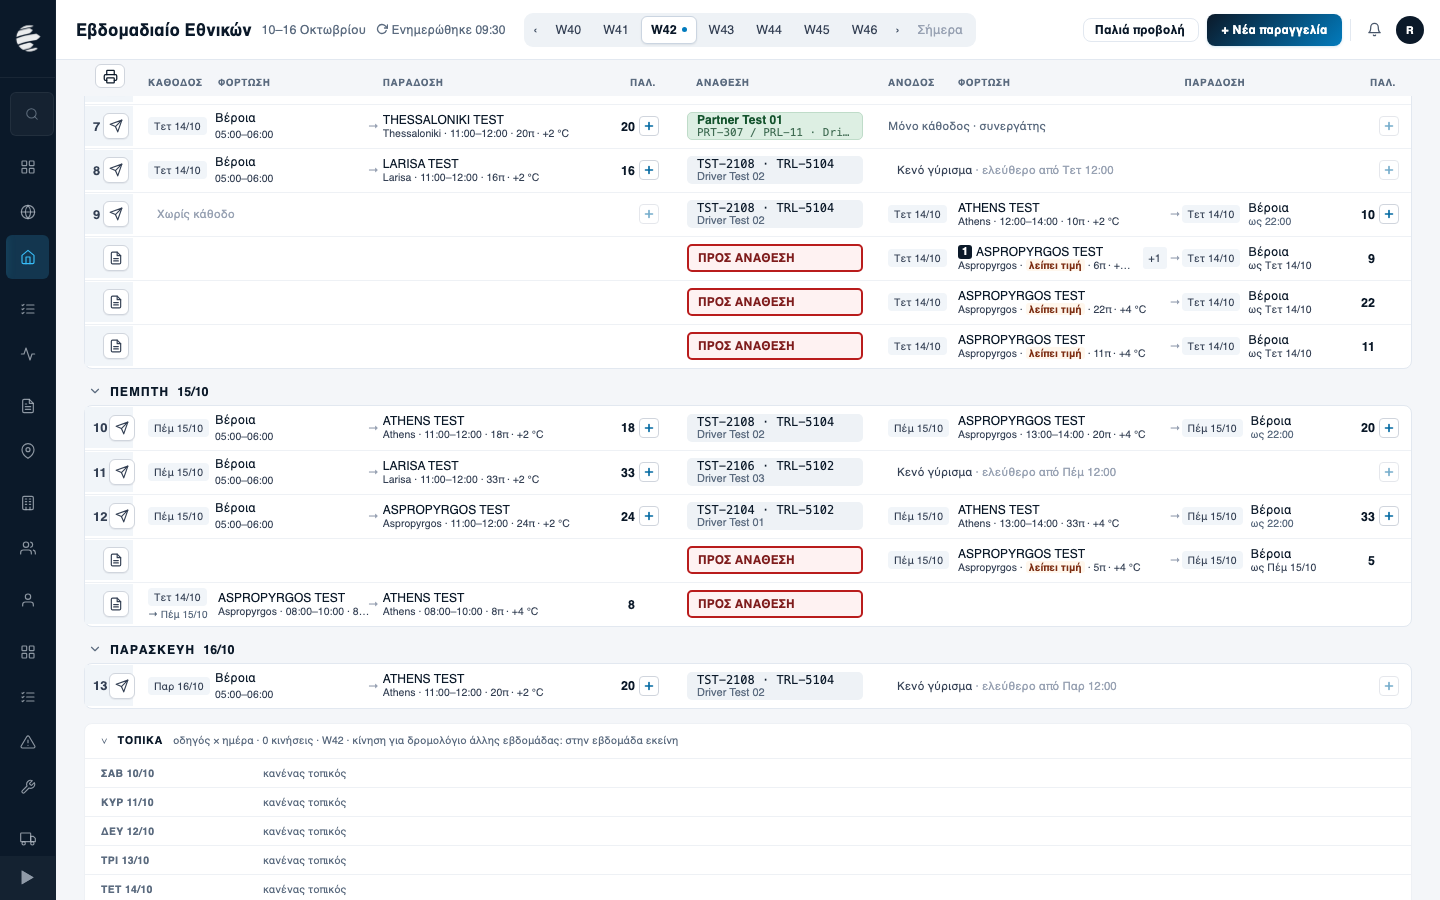 Εβδομαδιαίο Εθνικών 10–16 Οκτωβρίου Ενημερώθηκε 09:30 ‹ W40 W41 W42 W43 W44 W45 W46 › Σήμερα Παλιά προβολή + Νέα παραγγελία R
ΚΑΘΟΔΟΣ ΦΟΡΤΩΣΗ ΠΑΡΑΔΟΣΗ ΠΑΛ. ΑΝΑΘΕΣΗ ΑΝΟΔΟΣ ΦΟΡΤΩΣΗ ΠΑΡΑΔΟΣΗ ΠΑΛ.
7 Τετ 14/10 Βέροια → THESSALONIKI TEST 20 + Partner Test 01 Μόνο κάθοδος · συνεργάτης +
05:00–06:00 Thessaloniki · 11:00–12:00 · 20π · +2 °C PRT-307 / PRL-11 · Dri…
8 Τετ 14/10 Βέροια → LARISA TEST 16 + TST-2108 · TRL-5104 Κενό γύρισμα · ελεύθερο από Τετ 12:00 +
05:00–06:00 Larisa · 11:00–12:00 · 16π · +2 °C Driver Test 02
9 Χωρίς κάθοδο + TST-2108 · TRL-5104 Τετ 14/10 ATHENS TEST → Τετ 14/10 Βέροια 10 +
Driver Test 02 Athens · 12:00–14:00 · 10π · +2 °C ως 22:00
ΠΡΟΣ ΑΝΑΘΕΣΗ Τετ 14/10 1 ASPROPYRGOS TEST +1 → Τετ 14/10 Βέροια 9
Aspropyrgos · λείπει τιμή · 6π · +… ως Τετ 14/10
ΠΡΟΣ ΑΝΑΘΕΣΗ Τετ 14/10 ASPROPYRGOS TEST → Τετ 14/10 Βέροια 22
Aspropyrgos · λείπει τιμή · 22π · +4 °C ως Τετ 14/10
ΠΡΟΣ ΑΝΑΘΕΣΗ Τετ 14/10 ASPROPYRGOS TEST → Τετ 14/10 Βέροια 11
Aspropyrgos · λείπει τιμή · 11π · +4 °C ως Τετ 14/10
ΠΕΜΠΤΗ 15/10
10 Πέμ 15/10 Βέροια → ATHENS TEST 18 + TST-2108 · TRL-5104 Πέμ 15/10 ASPROPYRGOS TEST → Πέμ 15/10 Βέροια 20 +
05:00–06:00 Athens · 11:00–12:00 · 18π · +2 °C Driver Test 02 Aspropyrgos · 13:00–14:00 · 20π · +4 °C ως 22:00
11 Πέμ 15/10 Βέροια → LARISA TEST 33 + TST-2106 · TRL-5102 Κενό γύρισμα · ελεύθερο από Πέμ 12:00 +
05:00–06:00 Larisa · 11:00–12:00 · 33π · +2 °C Driver Test 03
12 Πέμ 15/10 Βέροια → ASPROPYRGOS TEST 24 + TST-2104 · TRL-5102 Πέμ 15/10 ATHENS TEST → Πέμ 15/10 Βέροια 33 +
05:00–06:00 Aspropyrgos · 11:00–12:00 · 24π · +2 °C Driver Test 01 Athens · 13:00–14:00 · 33π · +4 °C ως 22:00
ΠΡΟΣ ΑΝΑΘΕΣΗ Πέμ 15/10 ASPROPYRGOS TEST → Πέμ 15/10 Βέροια 5
Aspropyrgos · λείπει τιμή · 5π · +4 °C ως Πέμ 15/10
Τετ 14/10 ASPROPYRGOS TEST → ATHENS TEST 8 ΠΡΟΣ ΑΝΑΘΕΣΗ
→ Πέμ 15/10 Aspropyrgos · 08:00–10:00 · 8… Athens · 08:00–10:00 · 8π · +4 °C
ΠΑΡΑΣΚΕΥΗ 16/10
13 Παρ 16/10 Βέροια → ATHENS TEST 20 + TST-2108 · TRL-5104 Κενό γύρισμα · ελεύθερο από Παρ 12:00 +
05:00–06:00 Athens · 11:00–12:00 · 20π · +2 °C Driver Test 02
ΤΟΠΙΚΑ οδηγός × ημέρα · 0 κινήσεις · W42 · κίνηση για δρομολόγιο άλλης εβδομάδας: στην εβδομάδα εκείνη
ΣΑΒ 10/10 κανένας τοπικός
ΚΥΡ 11/10 κανένας τοπικός
ΔΕΥ 12/10 κανένας τοπικός
ΤΡΙ 13/10 κανένας τοπικός
ΤΕΤ 14/10 κανένας τοπικός